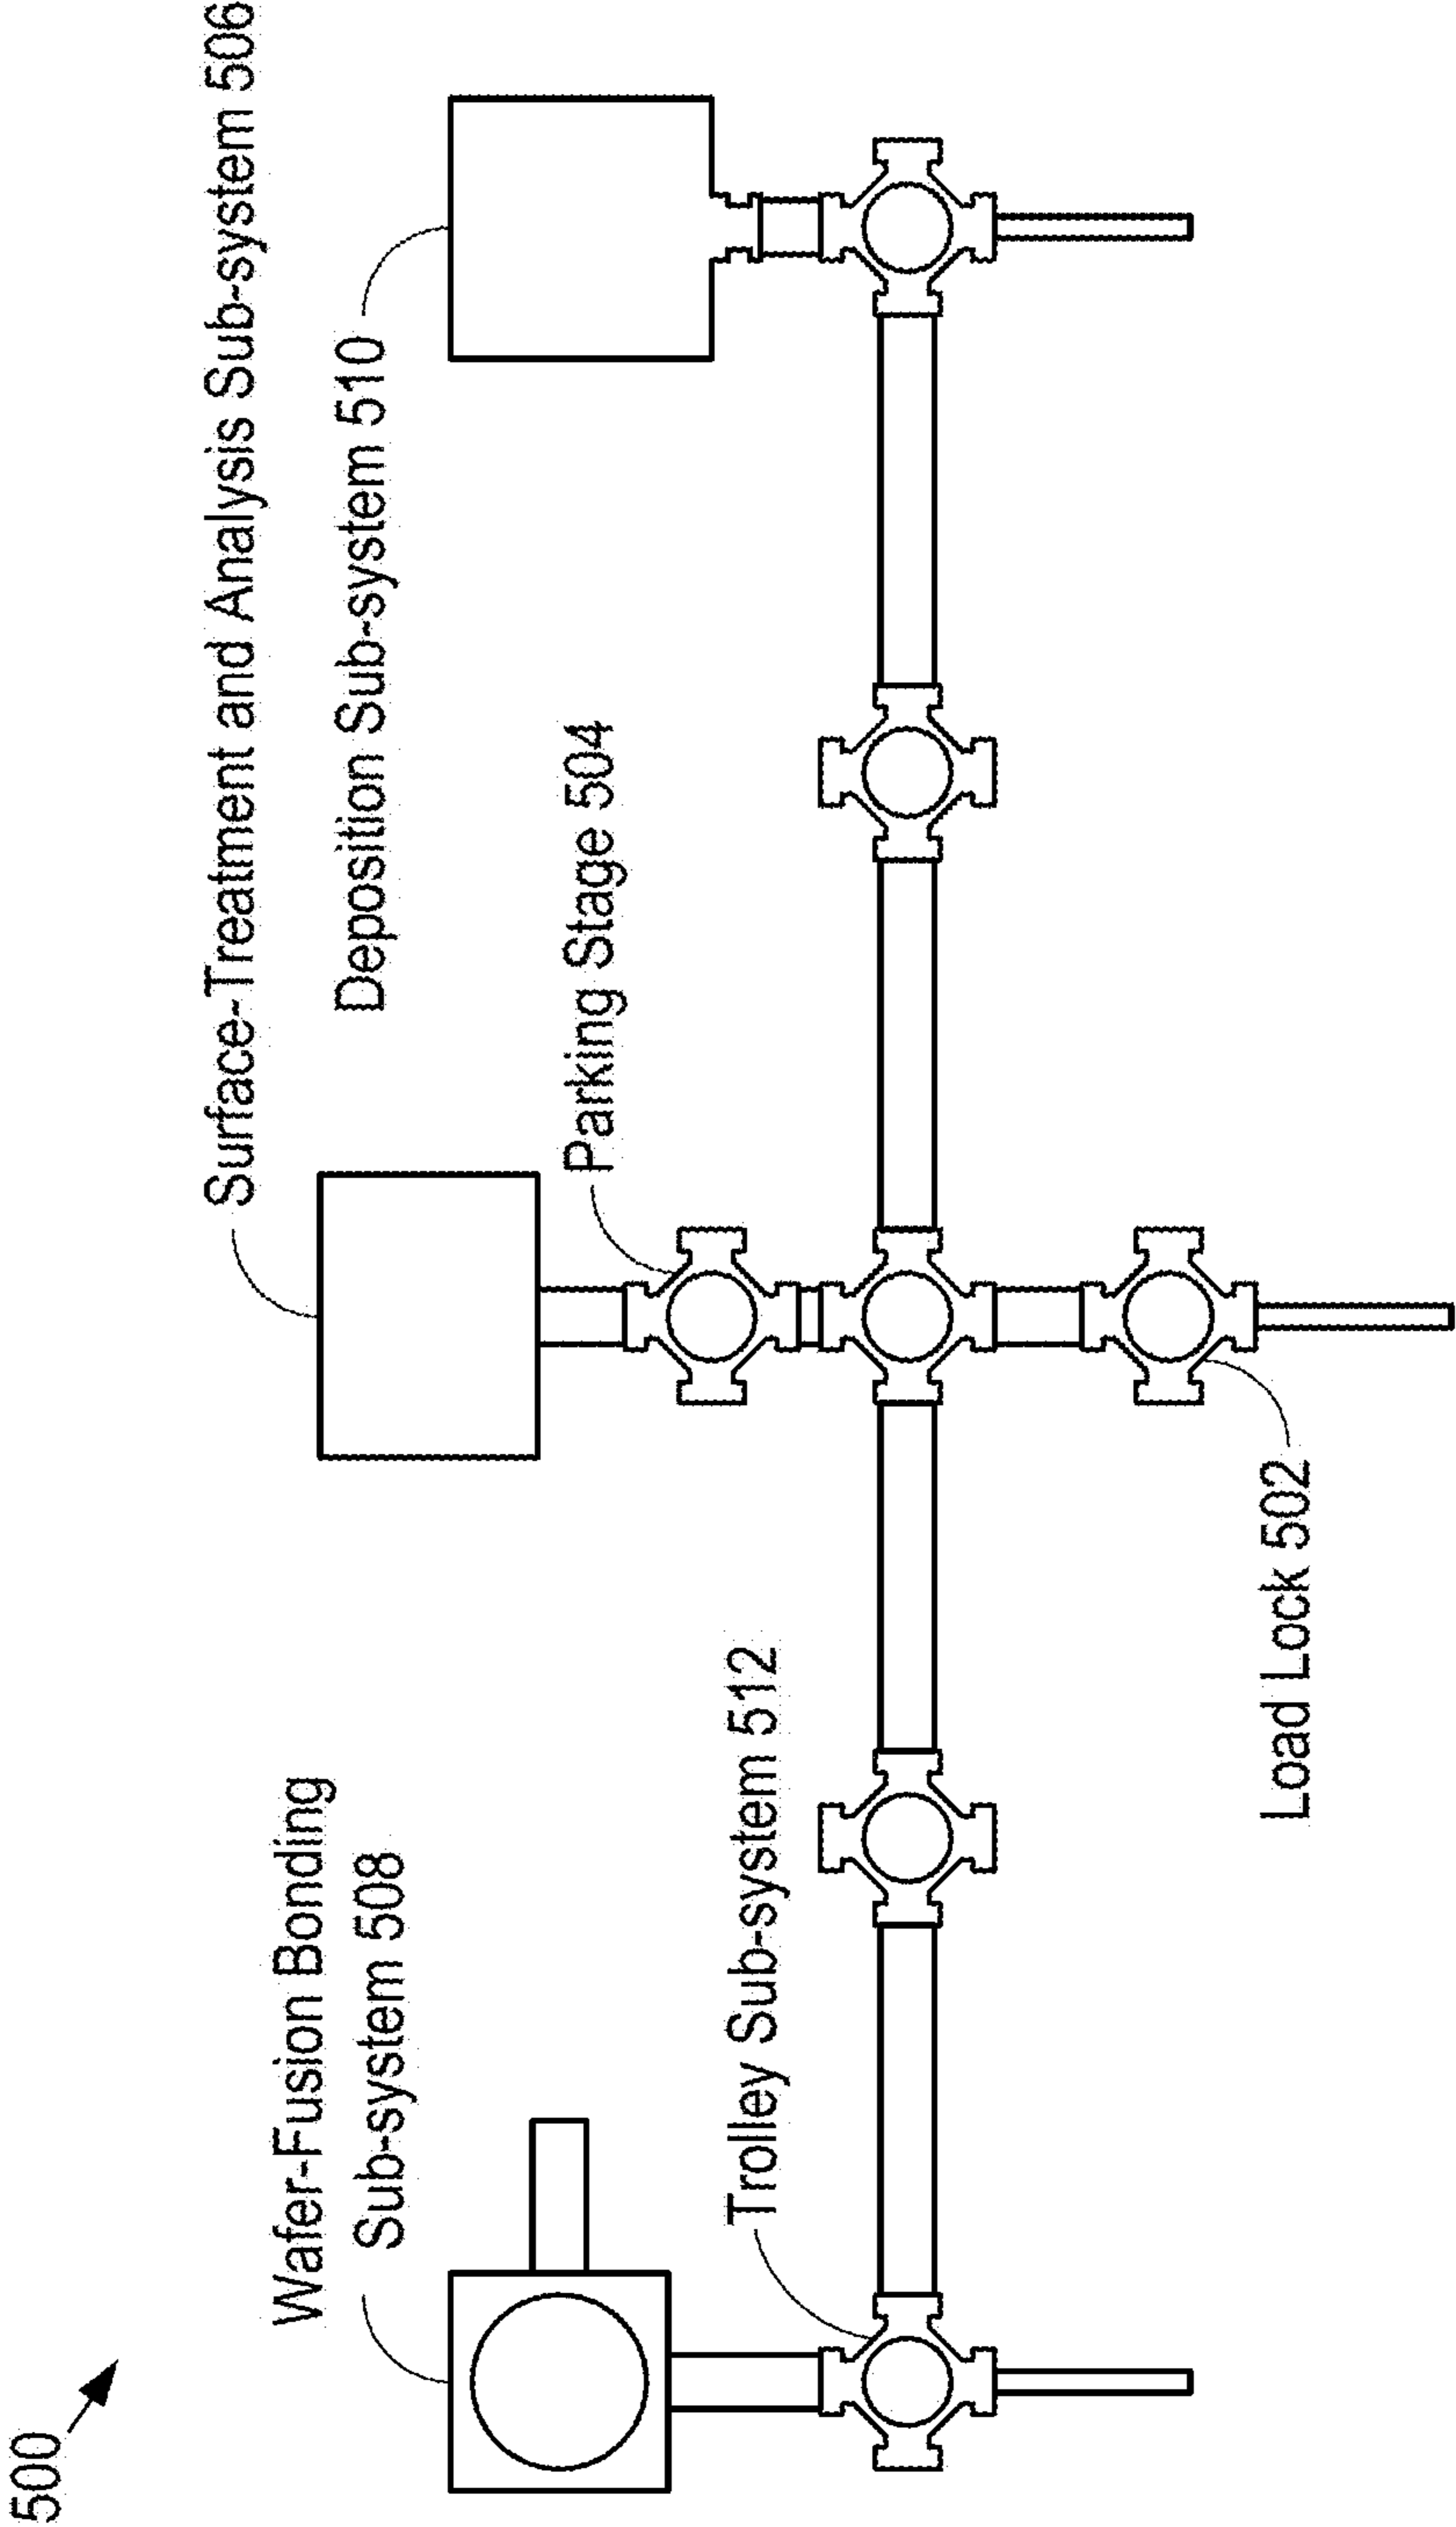 500
Surface-Treatment and Analysis Sub-system 506
Wafer-Fusion Bonding
Sub-system 508
Deposition Sub-system 510
Parking Stage 504
Trolley Sub-system 512
Load Lock 502